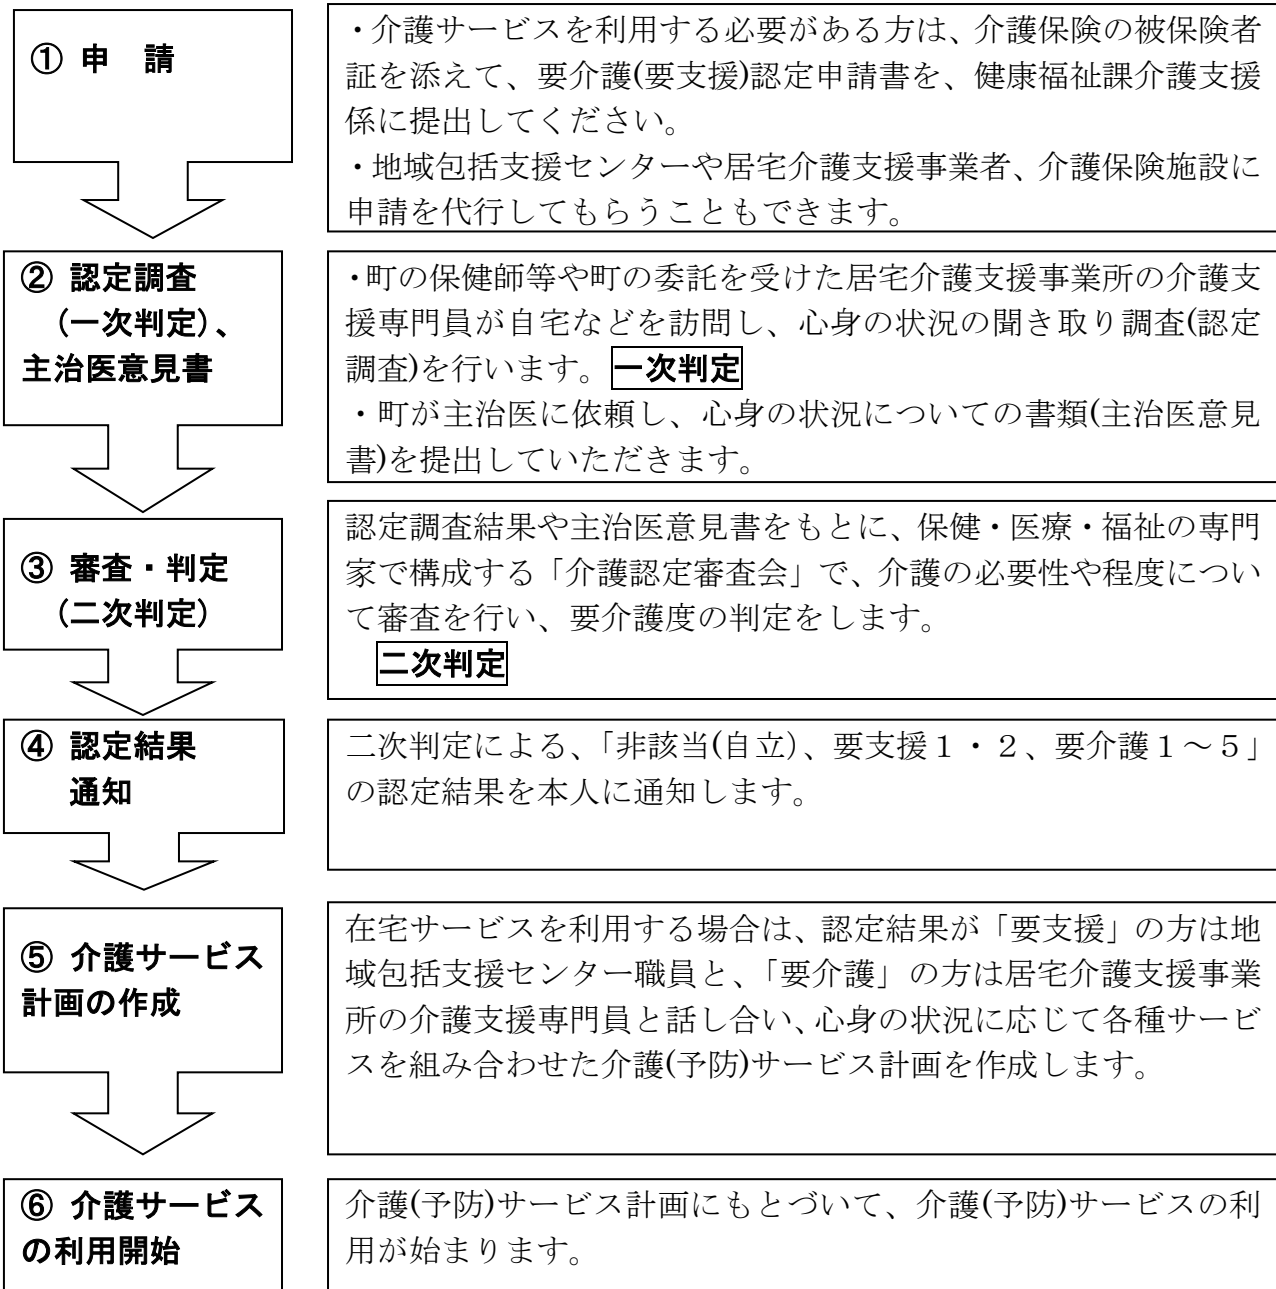 ① 申　請
・介護サービスを利用する必要がある方は、介護保険の被保険者
証を添えて、要介護(要支援)認定申請書を、健康福祉課介護支援
係に提出してください。
・地域包括支援センターや居宅介護支援事業者、介護保険施設に
申請を代行してもらうこともできます。
② 認定調査
（一次判定）、
主治医意見書
・町の保健師等や町の委託を受けた居宅介護支援事業所の介護支
援専門員が自宅などを訪問し、心身の状況の聞き取り調査(認定
調査)を行います。一次判定
・町が主治医に依頼し、心身の状況についての書類(主治医意見
書)を提出していただきます。
③ 審査・判定
（二次判定）
認定調査結果や主治医意見書をもとに、保健・医療・福祉の専門
家で構成する「介護認定審査会」で、介護の必要性や程度につい
て審査を行い、要介護度の判定をします。
二次判定
④ 認定結果
通知
二次判定による、「非該当(自立)、要支援１・２、要介護１～５」
の認定結果を本人に通知します。
⑤ 介護サービス
計画の作成
在宅サービスを利用する場合は、認定結果が「要支援」の方は地
域包括支援センター職員と、「要介護」の方は居宅介護支援事業
所の介護支援専門員と話し合い、心身の状況に応じて各種サービ
スを組み合わせた介護(予防)サービス計画を作成します。
⑥ 介護サービス
の利用開始
介護(予防)サービス計画にもとづいて、介護(予防)サービスの利
用が始まります。